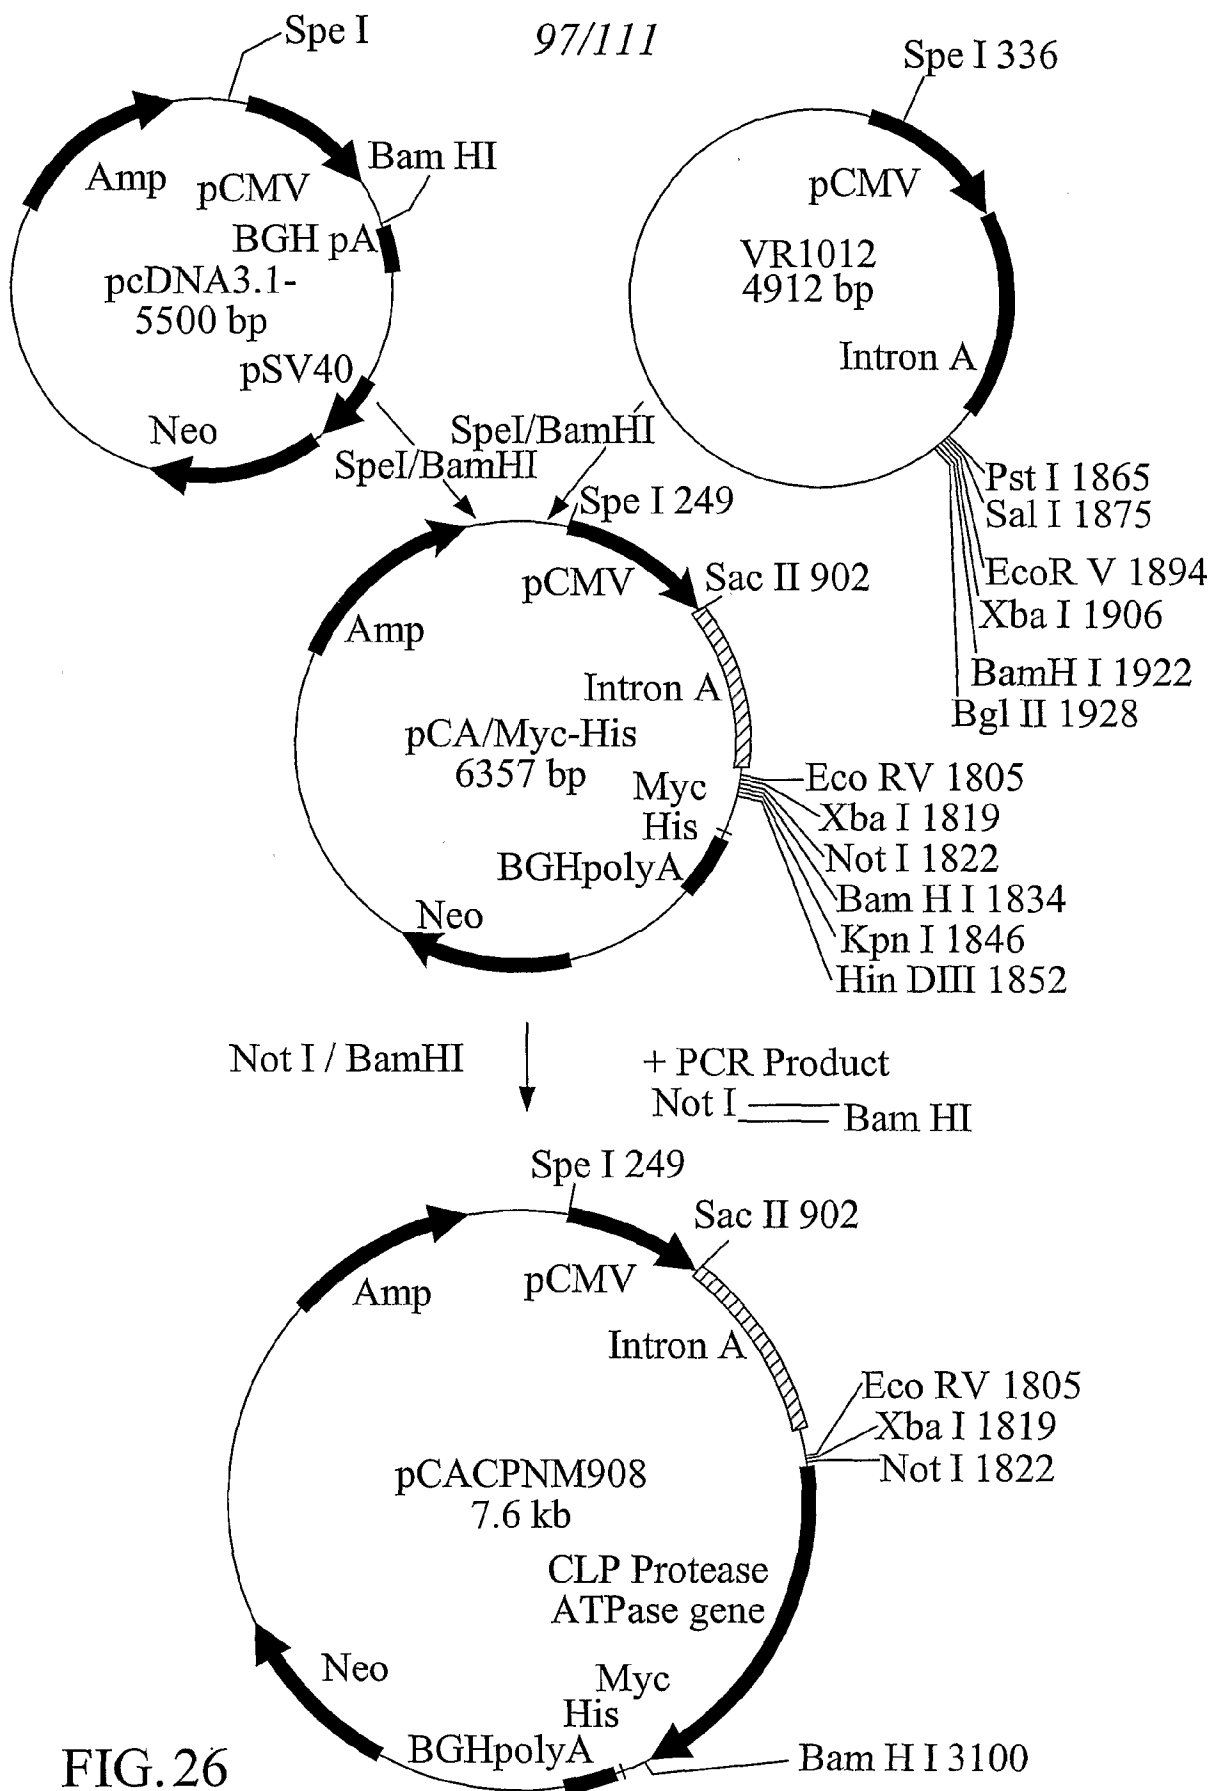 97/111
Spe I
Amp
pCMV
Bam HI
BGH pA
pcDNA3.1-
5500 bp
pSV40
Neo
SpeI/BamHI
Spe I 336
pCMV
VR1012
4912 bp
Intron A
SpeI/BamHI
Pst I 1865
Sal I 1875
EcoR V 1894
Xba I 1906
BamH I 1922
Bgl II 1928
Spe I 249
pCMV
Sac II 902
Amp
Intron A
pCA/Myc-His
6357 bp
Myc
His
BGHpolyA
Neo
Eco RV 1805
Xba I 1819
Not I 1822
Bam H I 1834
Kpn I 1846
Hin DIII 1852
Not I / BamHI
+ PCR Product
Not I
Bam HI
Spe I 249
Sac II 902
pCMV
Amp
Intron A
Eco RV 1805
Xba I 1819
Not I 1822
pCACPNM908
7.6 kb
CLP Protease
ATPase gene
Neo
Myc
His
BGHpolyA
Bam H I 3100
FIG.26